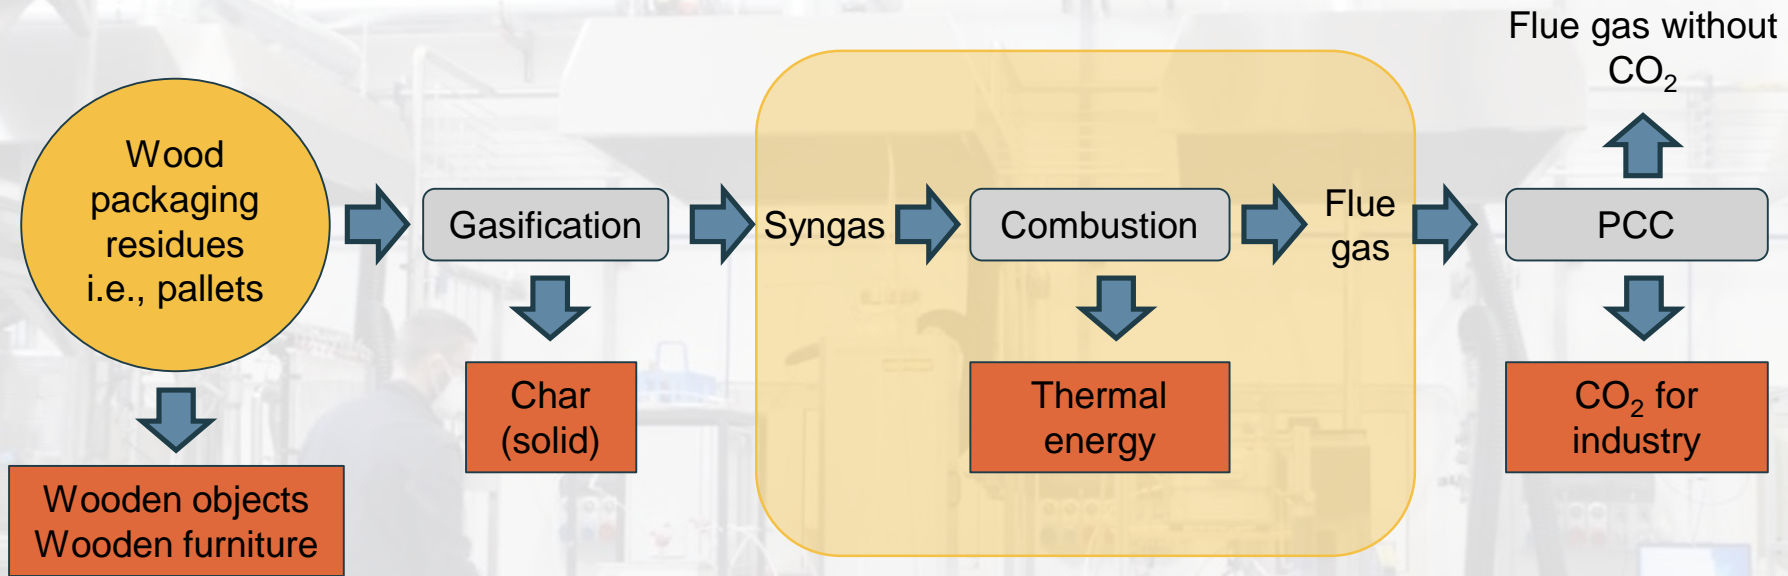 Flue gas without
CO₂
Wood
packaging
residues
i.e., pallets
Gasification
Syngas
Combustion
Flue
gas
PCC
Char
(solid)
Thermal
energy
CO₂ for
industry
Wooden objects
Wooden furniture